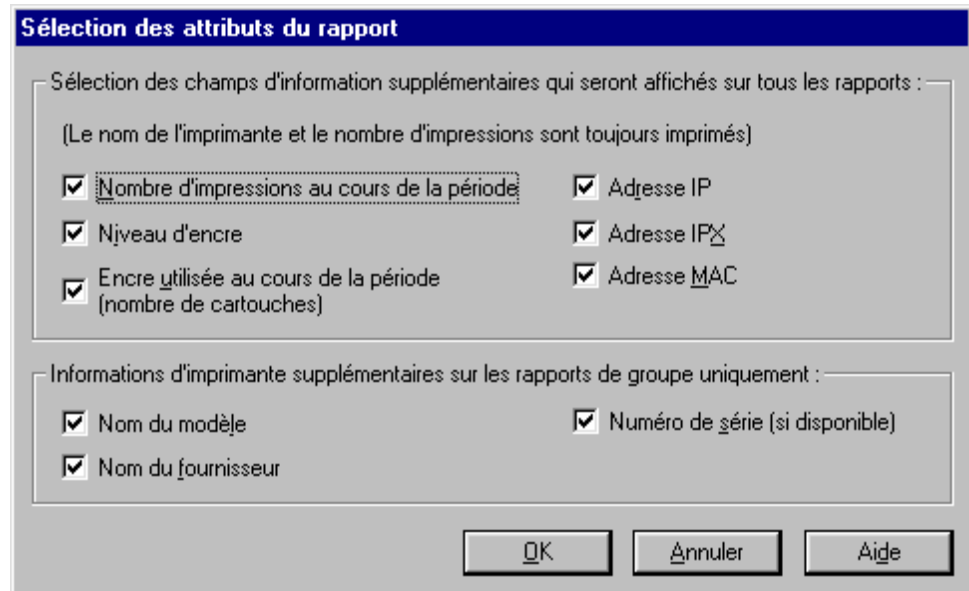 Sélection des attributs du rapport
Sélection des champs d'information supplémentaires qui seront affichés sur tous les rapports :
(Le nom de l'imprimante et le nombre d'impressions sont toujours imprimés)
Nombre d'impressions au cours de la période
Adresse IP
Niveau d'encre
Adresse IPX
Encre utilisée au cours de la période
(nombre de cartouches)
Adresse MAC
Informations d'imprimante supplémentaires sur les rapports de groupe uniquement :
Nom du modèle
Numéro de série (si disponible)
Nom du fournisseur
OK
Annuler
Aide